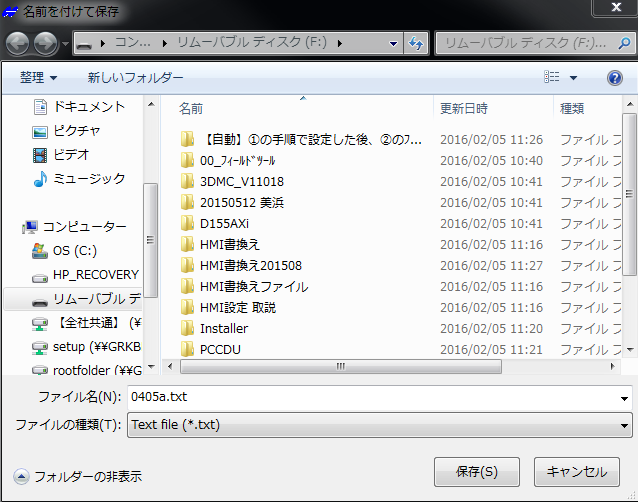 名前を付けて保存
コン... リムーバブル ディスク (F:) リムーバブル ディスク (F:)...
整理 新しいフォルダー
ドキュメント
ピクチャ
ビデオ
ミュージック
コンピューター
OS (C:)
HP_RECOVERY
リムーバブル デ
【全社共通】 (¥
setup (¥¥GRKB
rootfolder (¥¥G
名前 更新日時 種類
【自動】①の手順で設定した後、②のフ... 2016/02/05 11:26 ファイル フ
00_フィールドツール 2016/02/05 10:40 ファイル フ
3DMC_V11018 2016/02/05 10:41 ファイル フ
20150512 美浜 2016/02/05 10:41 ファイル フ
D155AXi 2016/02/05 10:41 ファイル フ
HMI書換え 2016/02/05 11:16 ファイル フ
HMI書換え201508 2016/02/05 11:27 ファイル フ
HMI書換えファイル 2016/02/05 11:16 ファイル フ
HMI設定 取説 2016/02/05 11:16 ファイル フ
Installer 2016/02/05 11:20 ファイル フ
PCCDU 2016/02/05 11:21 ファイル フ
ファイル名(N): 0405a.txt
ファイルの種類(T): Text file (*.txt)
フォルダーの非表示 保存(S) キャンセル